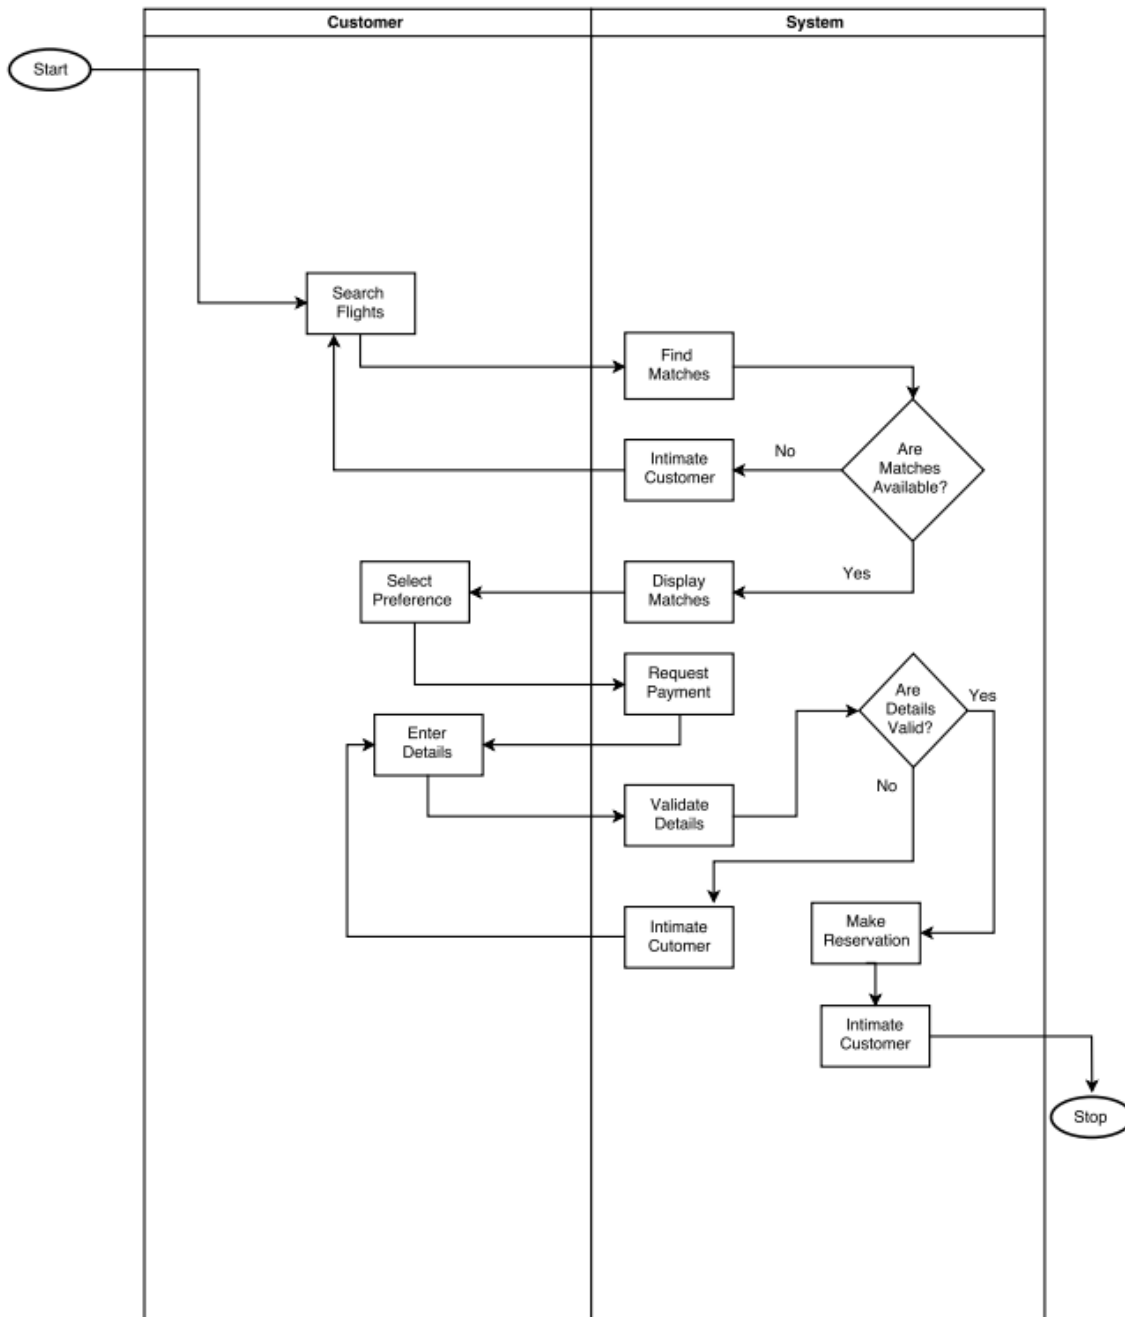 Customer
System
Start
Search
Flights
Find
Matches
Are
Matches
Available?
No
Intimate
Customer
Yes
Display
Matches
Select
Preference
Request
Payment
Are
Details
Valid?
Yes
Enter
Details
No
Validate
Details
Intimate
Cutomer
Make
Reservation
Intimate
Customer
Stop